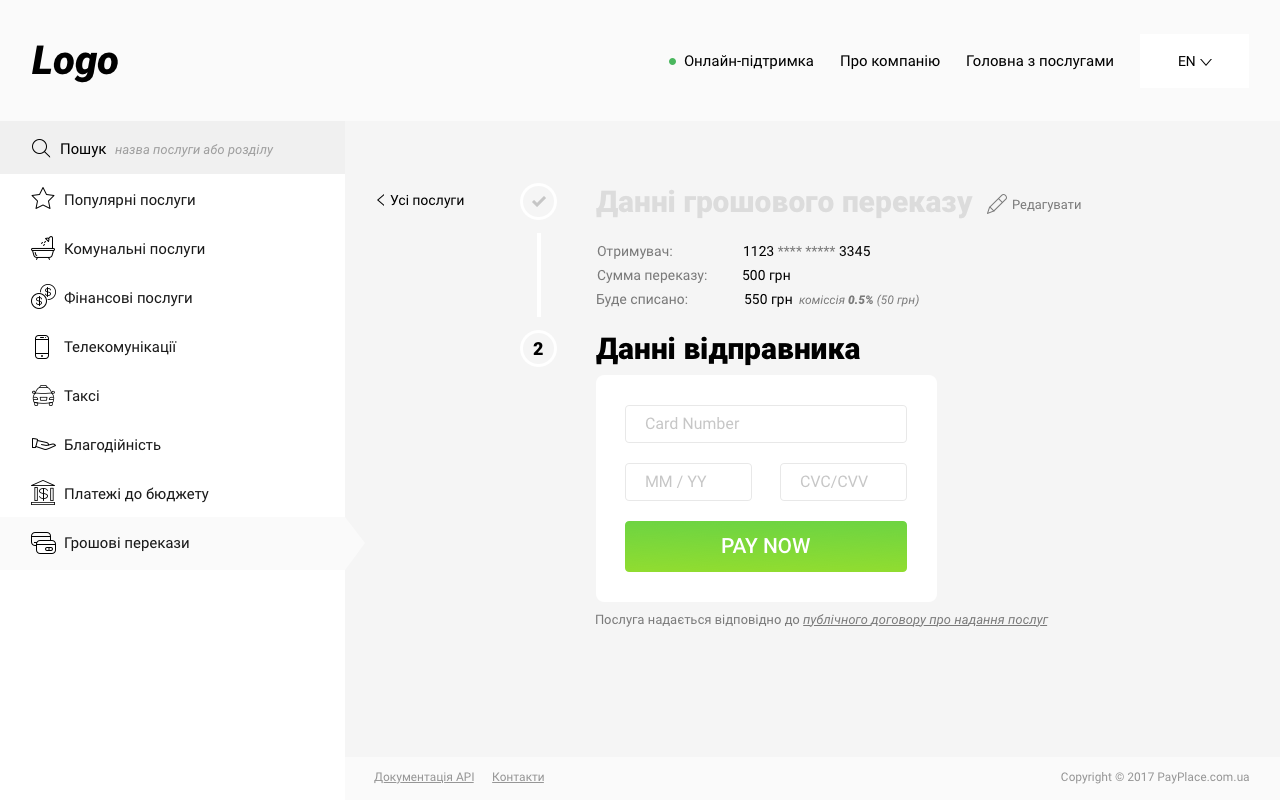 Logo
Онлайн-підтримка
Про компанію
Головна з послугами
EN
Пошук назва послуги або розділу
Популярні послуги
Комунальні послуги
Фінансові послуги
Телекомунікації
Таксі
Благодійність
Платежі до бюджету
Грошові перекази
Усі послуги
Данні грошового переказу
Редагувати
Отримувач: 1123 **** ***** 3345
Сумма переказу: 500 грн
Буде списано: 550 грн коміссія 0.5% (50 грн)
2 Данні відправника
Card Number
MM / YY
CVC/CVV
PAY NOW
Послуга надається відповідно до публічного договору про надання послуг
Документація API
Контакти
Copyright © 2017 PayPlace.com.ua